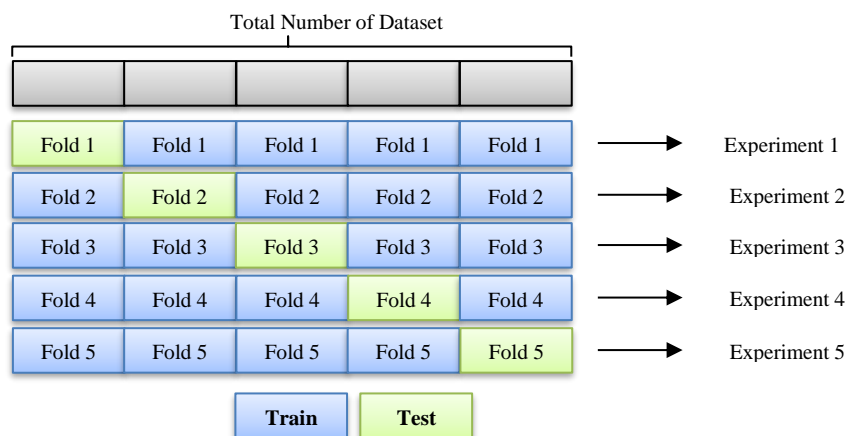 Total Number of Dataset
Fold 1 Fold 1 Fold 1 Fold 1 Fold 1 Experiment 1
Fold 2 Fold 2 Fold 2 Fold 2 Fold 2 Experiment 2
Fold 3 Fold 3 Fold 3 Fold 3 Fold 3 Experiment 3
Fold 4 Fold 4 Fold 4 Fold 4 Fold 4 Experiment 4
Fold 5 Fold 5 Fold 5 Fold 5 Fold 5 Experiment 5
Train Test